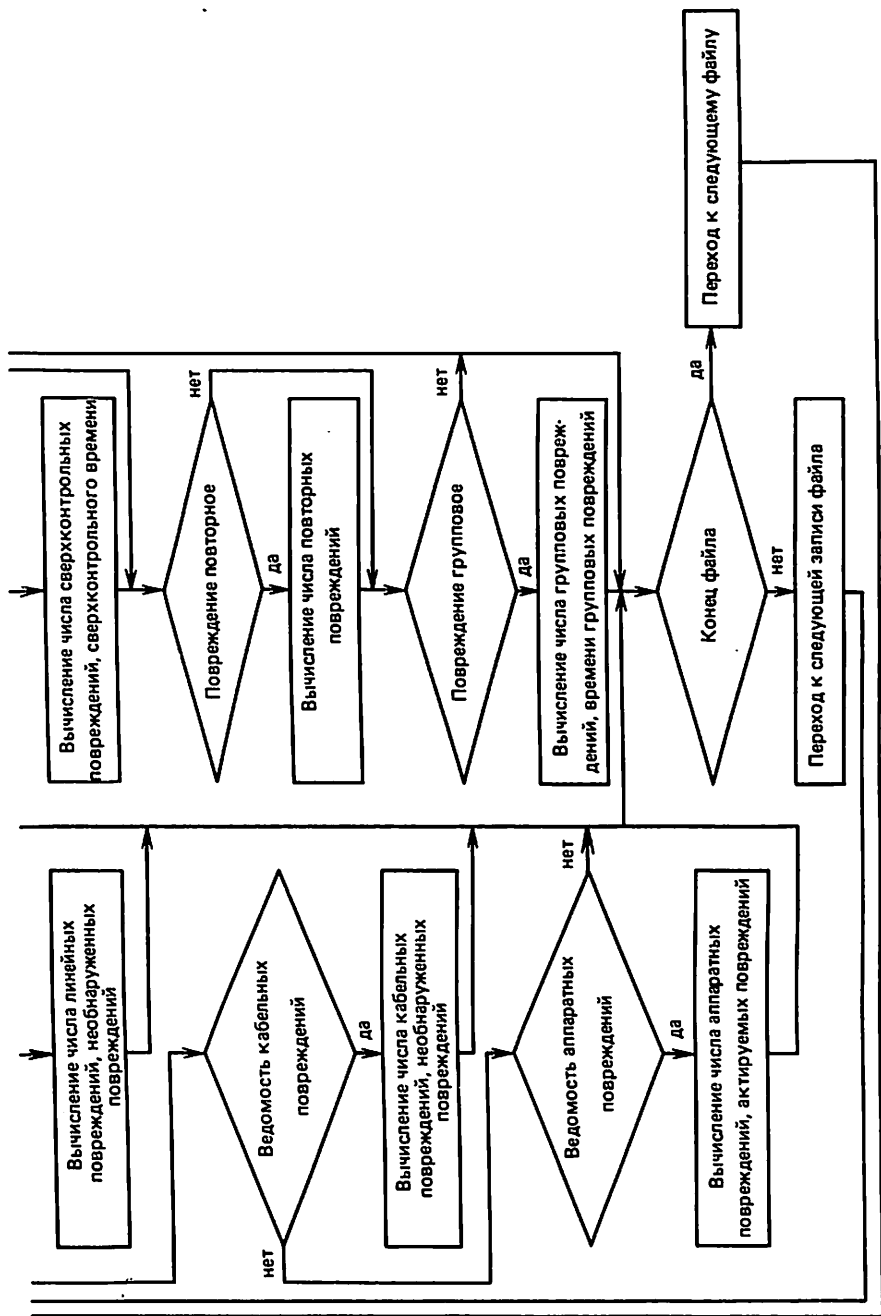 Вычисление числа линейных
повреждений, необнаруженных
повреждений
Ведомость кабельных
повреждений
нет
да
Вычисление числа кабельных
повреждений, необнаруженных
повреждений
Ведомость аппаратных
повреждений
нет
да
Вычисление числа аппаратных
повреждений, актируемых повреждений
Вычисление числа сверхконтрольных
повреждений, сверхконтрольного времени
Повреждение повторное
нет
да
Вычисление числа повторных
повреждений
Повреждение групповое
нет
да
Вычисление числа групповых повреж-
дений, времени групповых повреждений
Конец файла
да
нет
Переход к следующей записи файла
Переход к следующему файлу